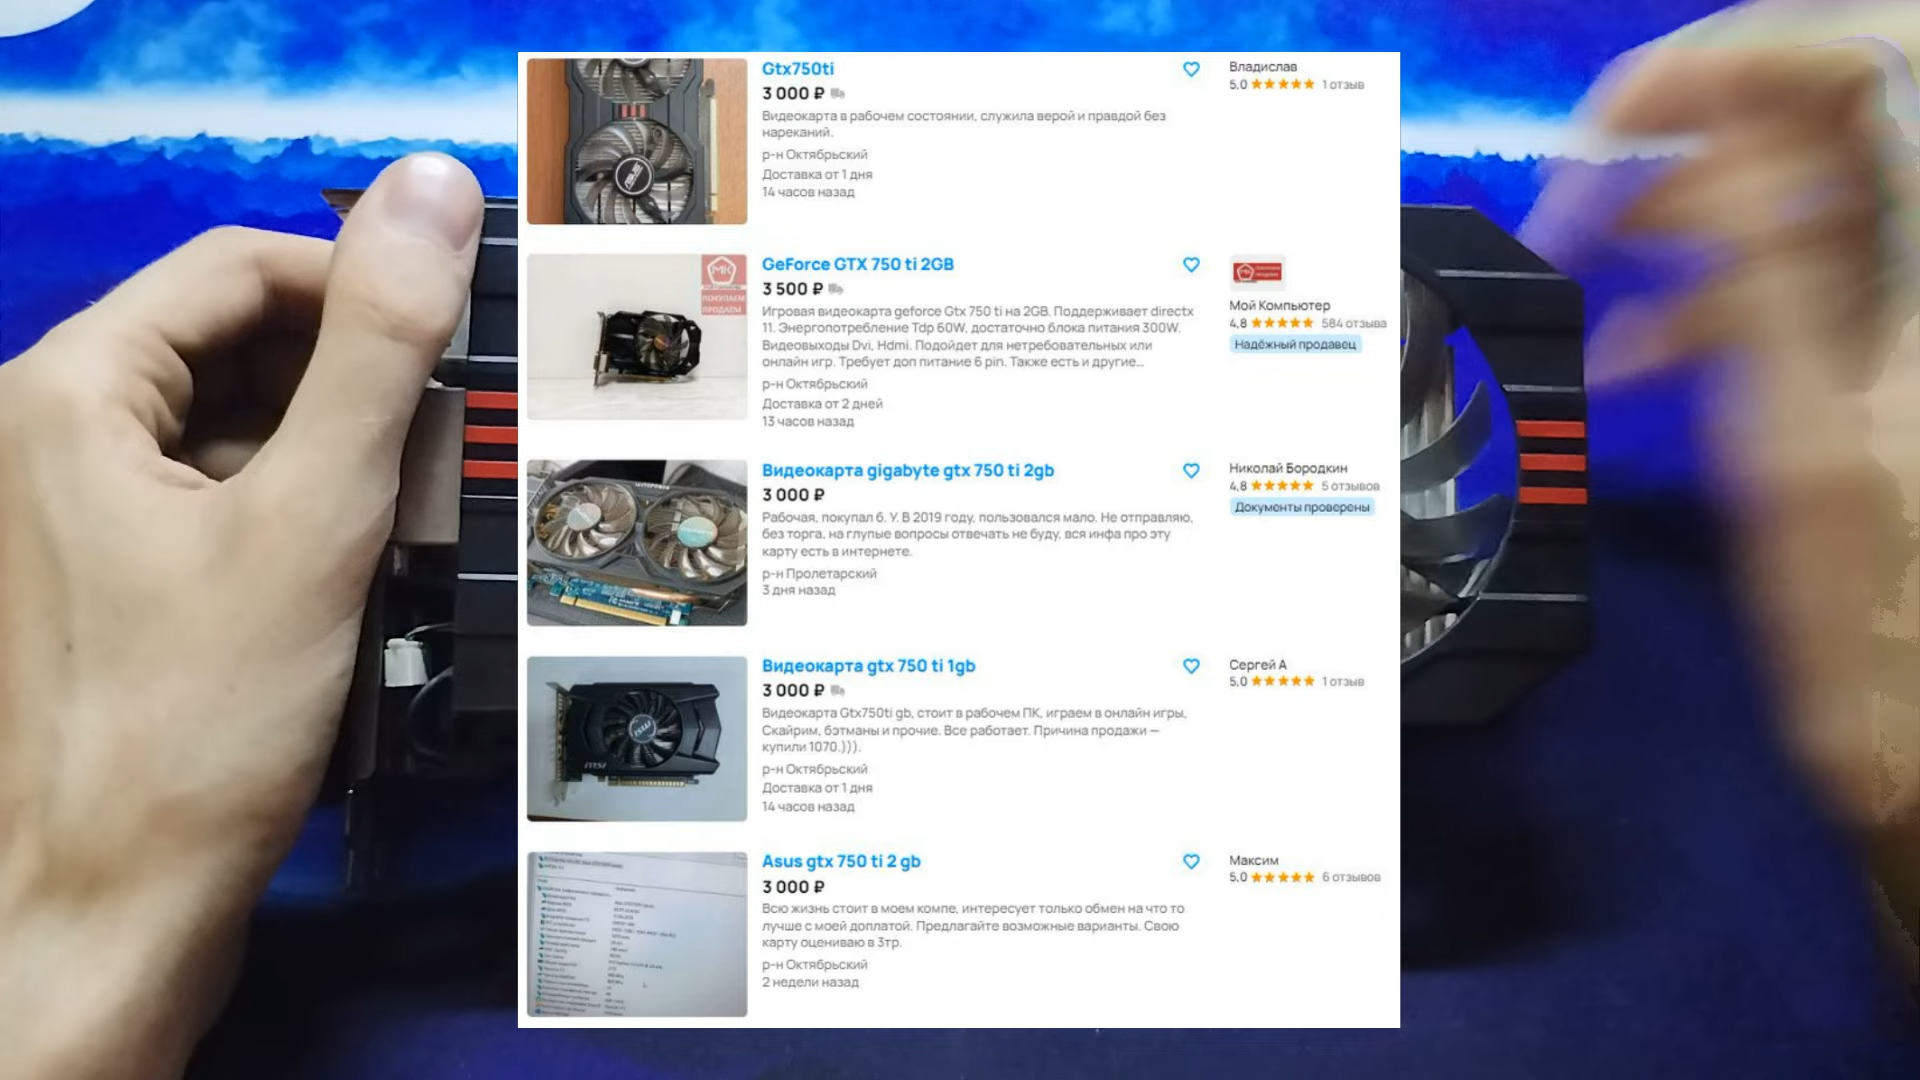 Gtx750ti
3 000 ₽
Видеокарта в рабочем состоянии, служила верой и правдой без
нареканий.
р-н Октябрьский
Доставка от 1 дня
14 часов назад
Владислав
5,0 1 отзыв
GeForce GTX 750 ti 2GB
3 500 ₽
Игровая видеокарта geforce Gtx 750 ti на 2GB. Поддерживает directx
11. Энергопотребление Tdp 60W, достаточно блока питания 300W.
Видеовыходы Dvi, Hdmi. Подойдет для нетребовательных или
онлайн игр. Требует доп питание 6 pin. Также есть и другие…
р-н Октябрьский
Доставка от 2 дней
13 часов назад
МК
ПОКУПАЕМ
ПРОДАЕМ
Мой Компьютер
4,8 584 отзыва
Надёжный продавец
Видеокарта gigabyte gtx 750 ti 2gb
3 000 ₽
Рабочая, покупал б. У. В 2019 году, пользовался мало. Не отправляю,
без торга, на глупые вопросы отвечать не буду, вся инфа про эту
карту есть в интернете.
р-н Пролетарский
3 дня назад
Николай Бородкин
4,8 5 отзывов
Документы проверены
Видеокарта gtx 750 ti 1gb
3 000 ₽
Видеокарта Gtx750ti gb, стоит в рабочем ПК, играем в онлайн игры,
Скайрим, бэтманы и прочие. Все работает. Причина продажи —
купили 1070.))).
р-н Октябрьский
Доставка от 1 дня
14 часов назад
msi
Сергей А
5,0 1 отзыв
Asus gtx 750 ti 2 gb
3 000 ₽
Всю жизнь стоит в моем компе, интересует только обмен на что то
лучше с моей доплатой. Предлагайте возможные варианты. Свою
карту оцениваю в 3тр.
р-н Октябрьский
2 недели назад
Максим
5,0 6 отзывов